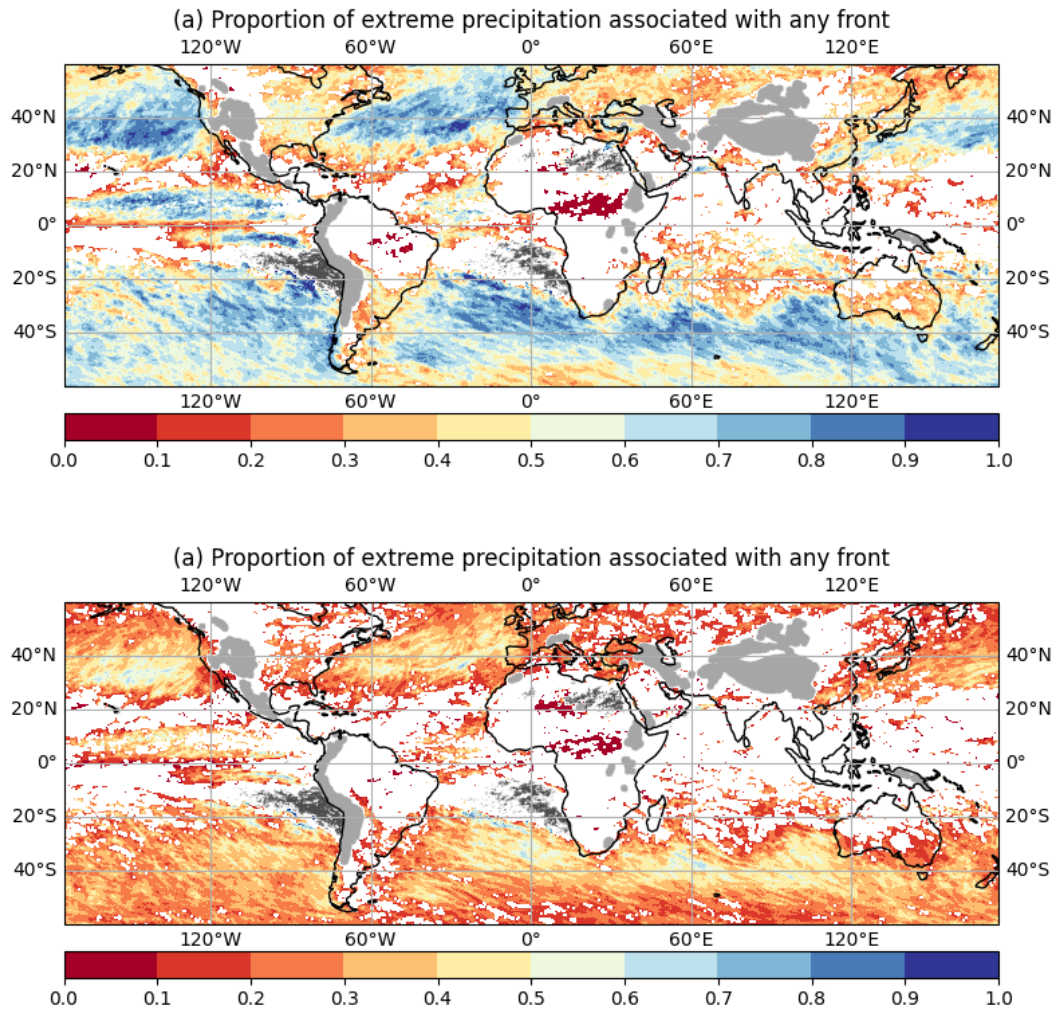 (a) Proportion of extreme precipitation associated with any front
120°W 60°W 0° 60°E 120°E
40°N 40°N
20°N 20°N
0° 0°
20°S 20°S
40°S 40°S
120°W 60°W 0° 60°E 120°E
0.0 0.1 0.2 0.3 0.4 0.5 0.6 0.7 0.8 0.9 1.0
(a) Proportion of extreme precipitation associated with any front
120°W 60°W 0° 60°E 120°E
40°N 40°N
20°N 20°N
0° 0°
20°S 20°S
40°S 40°S
120°W 60°W 0° 60°E 120°E
0.0 0.1 0.2 0.3 0.4 0.5 0.6 0.7 0.8 0.9 1.0